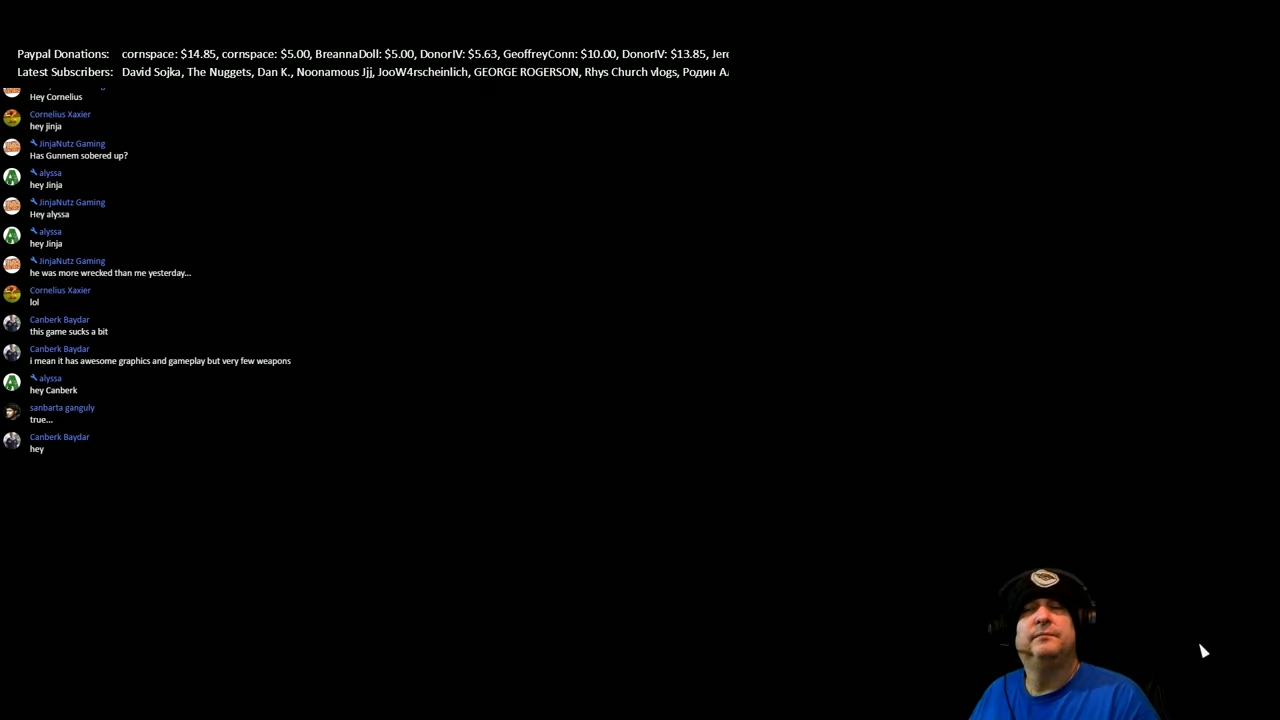 Paypal Donations: cornspace: $14.85, cornspace: $5.00, BreannaDoll: $5.00, DonorIV: $5.63, GeoffreyConn: $10.00, DonorIV: $13.85,
Latest Subscribers: David Sojka, The Nuggets, Dan K., Noonamous Jjj, JooW4rscheinlich, GEORGE ROGERSON, Rhys Church vlogs, Родин
Hey Cornelius
Cornelius Xaxier
hey jinja
JinjaNutz Gaming
Has Gunnem sobered up?
alyssa
hey Jinja
JinjaNutz Gaming
Hey alyssa
alyssa
hey Jinja
JinjaNutz Gaming
he was more wrecked than me yesterday...
Cornelius Xaxier
lol
Canberk Baydar
this game sucks a bit
Canberk Baydar
i mean it has awesome graphics and gameplay but very few weapons
alyssa
hey Canberk
sanbarta ganguly
true...
Canberk Baydar
hey